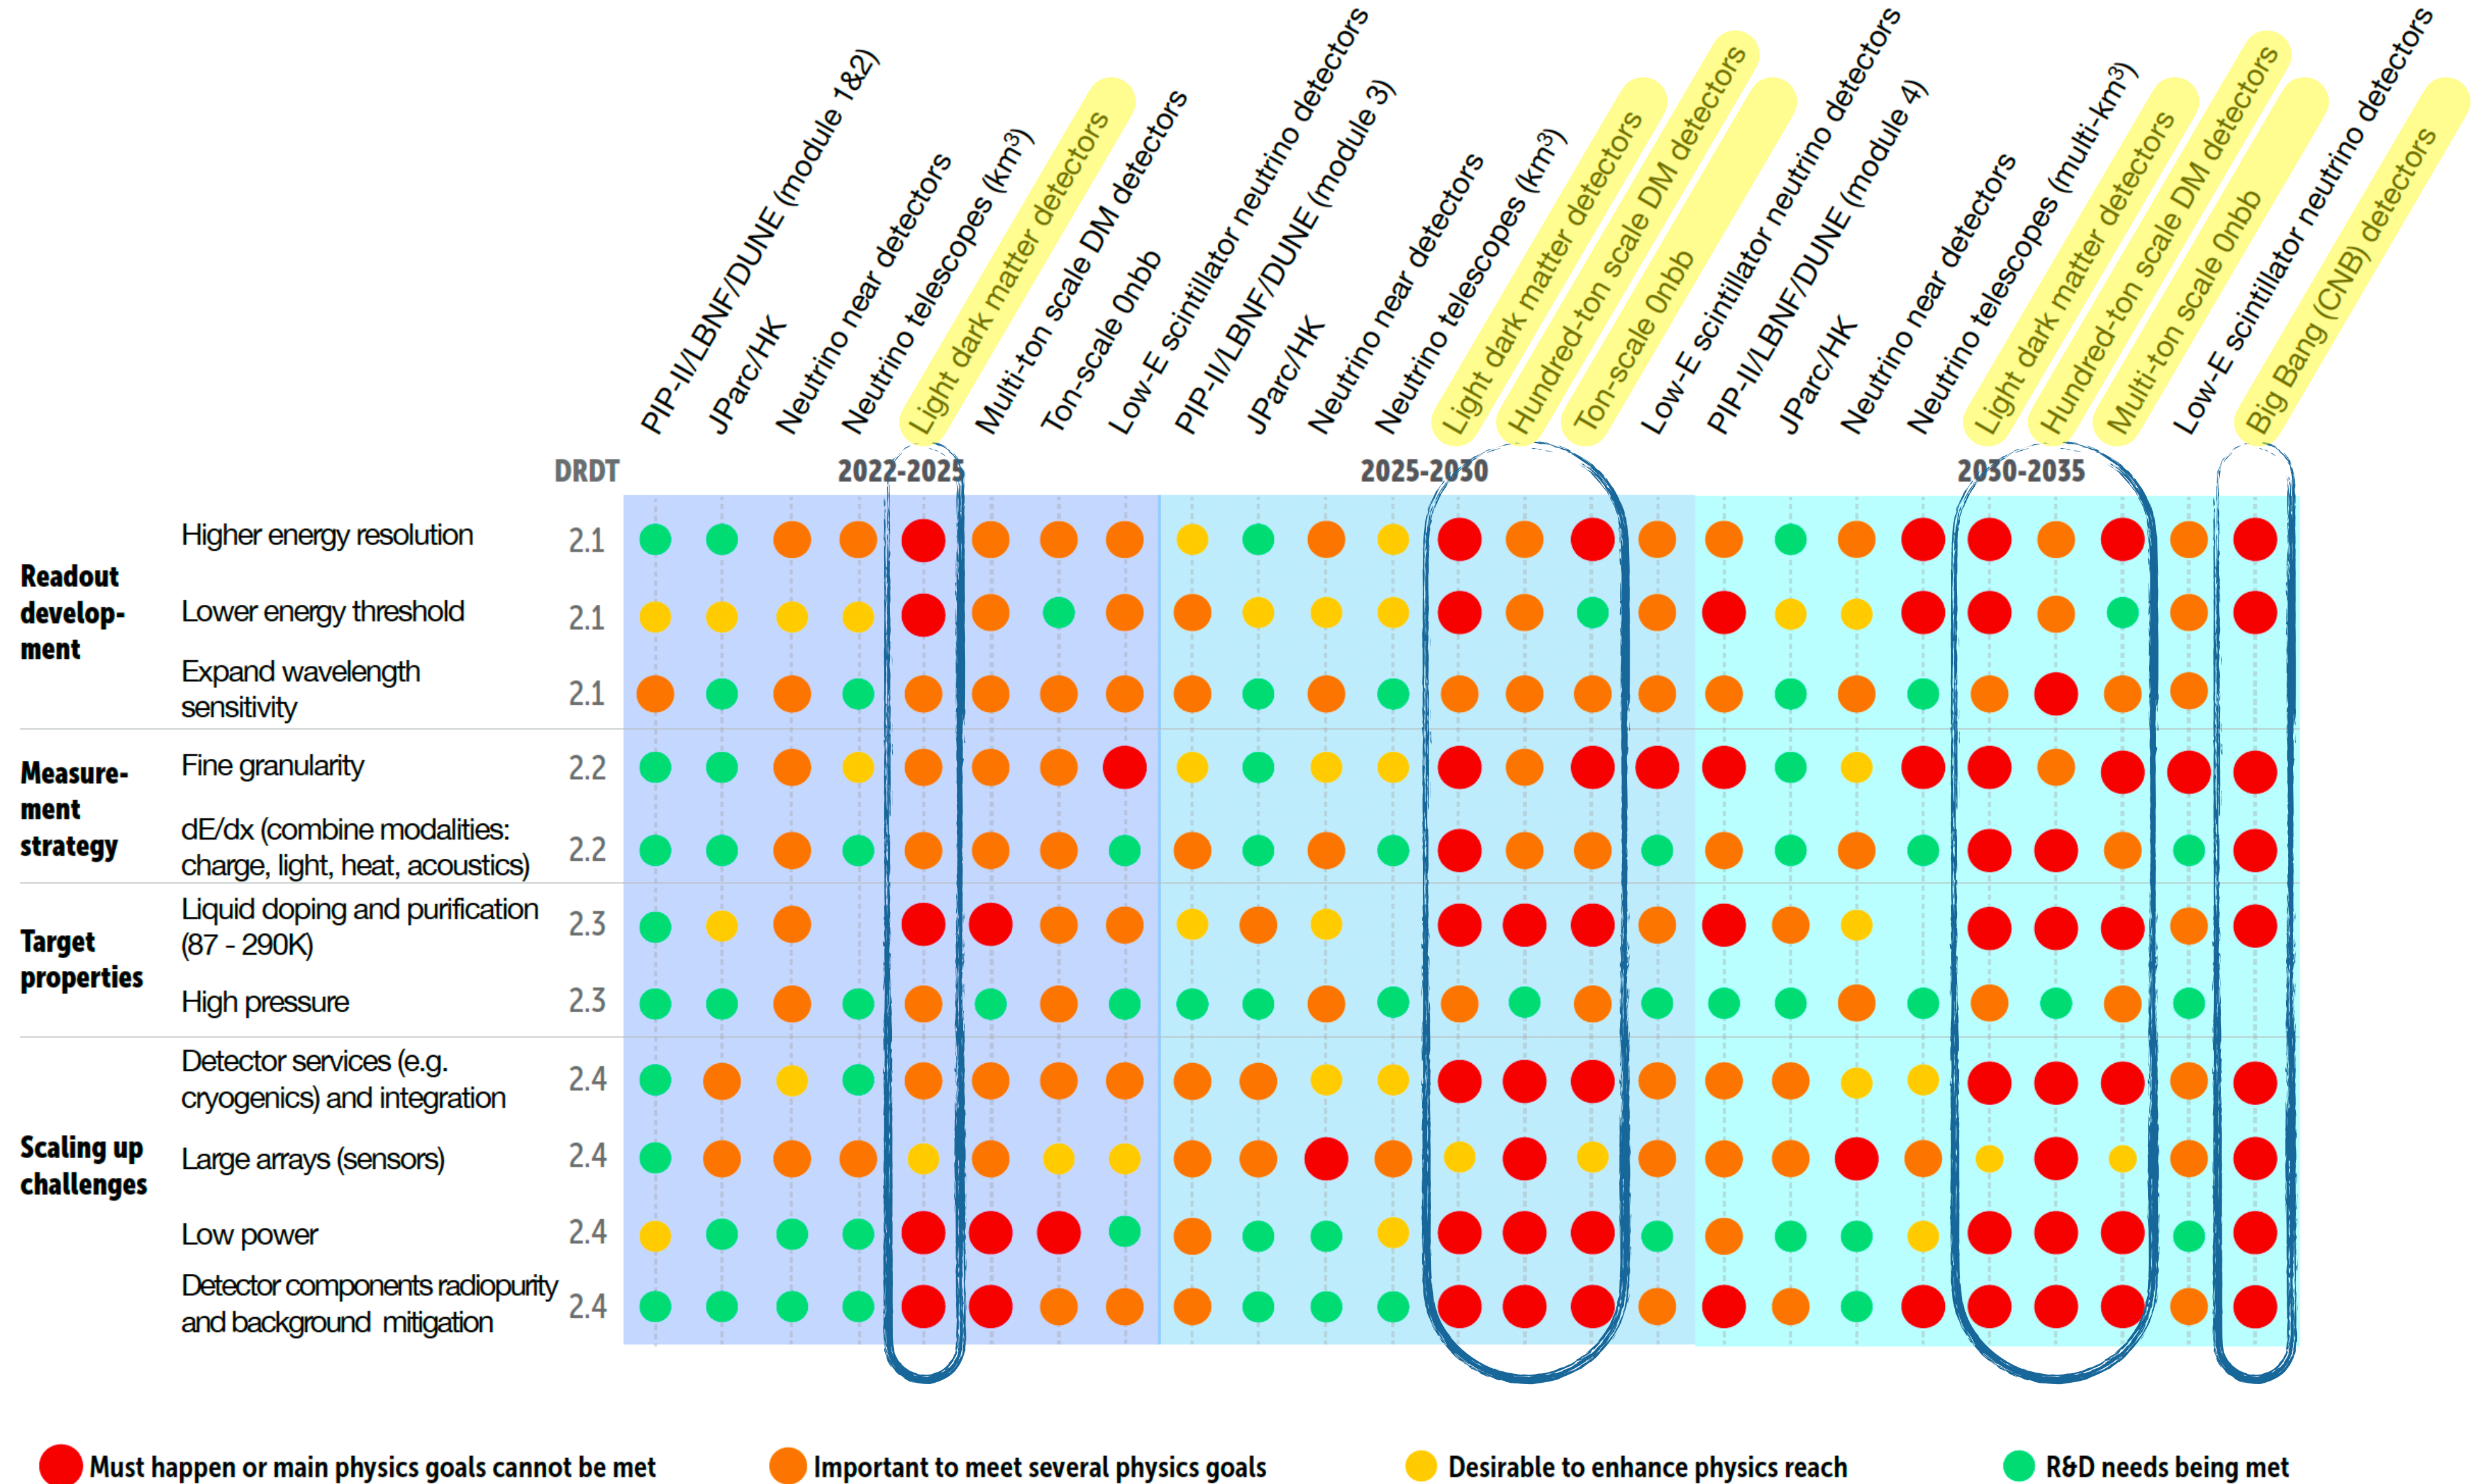 PIP-II/LBNF/DUNE (module 1&2)
JParc/HK
Neutrino near detectors
Neutrino telescopes (km³)
Light dark matter detectors
Multi-ton scale DM detectors
Ton-scale 0nbb
Low-E scintillator neutrino detectors
PIP-II/LBNF/DUNE (module 3)
JParc/HK
Neutrino near detectors
Neutrino telescopes (km³)
Light dark matter detectors
Hundred-ton scale DM detectors
Ton-scale 0nbb
Low-E scintillator neutrino detectors
PIP-II/LBNF/DUNE (module 4)
JParc/HK
Neutrino near detectors
Neutrino telescopes (multi-km³)
Light dark matter detectors
Hundred-ton scale DM detectors
Multi-ton scale 0nbb
Low-E scintillator neutrino detectors
Big Bang (CNB) detectors
DRDT
2022-2025
2025-2030
2030-2035
Readout
develop-
ment
Higher energy resolution
2.1
Lower energy threshold
2.1
Expand wavelength
sensitivity
2.1
Measure-
ment
strategy
Fine granularity
2.2
dE/dx (combine modalities:
charge, light, heat, acoustics)
2.2
Target
properties
Liquid doping and purification
(87 - 290K)
2.3
High pressure
2.3
Scaling up
challenges
Detector services (e.g.
cryogenics) and integration
2.4
Large arrays (sensors)
2.4
Low power
2.4
Detector components radiopurity
and background mitigation
2.4
Must happen or main physics goals cannot be met
Important to meet several physics goals
Desirable to enhance physics reach
R&D needs being met